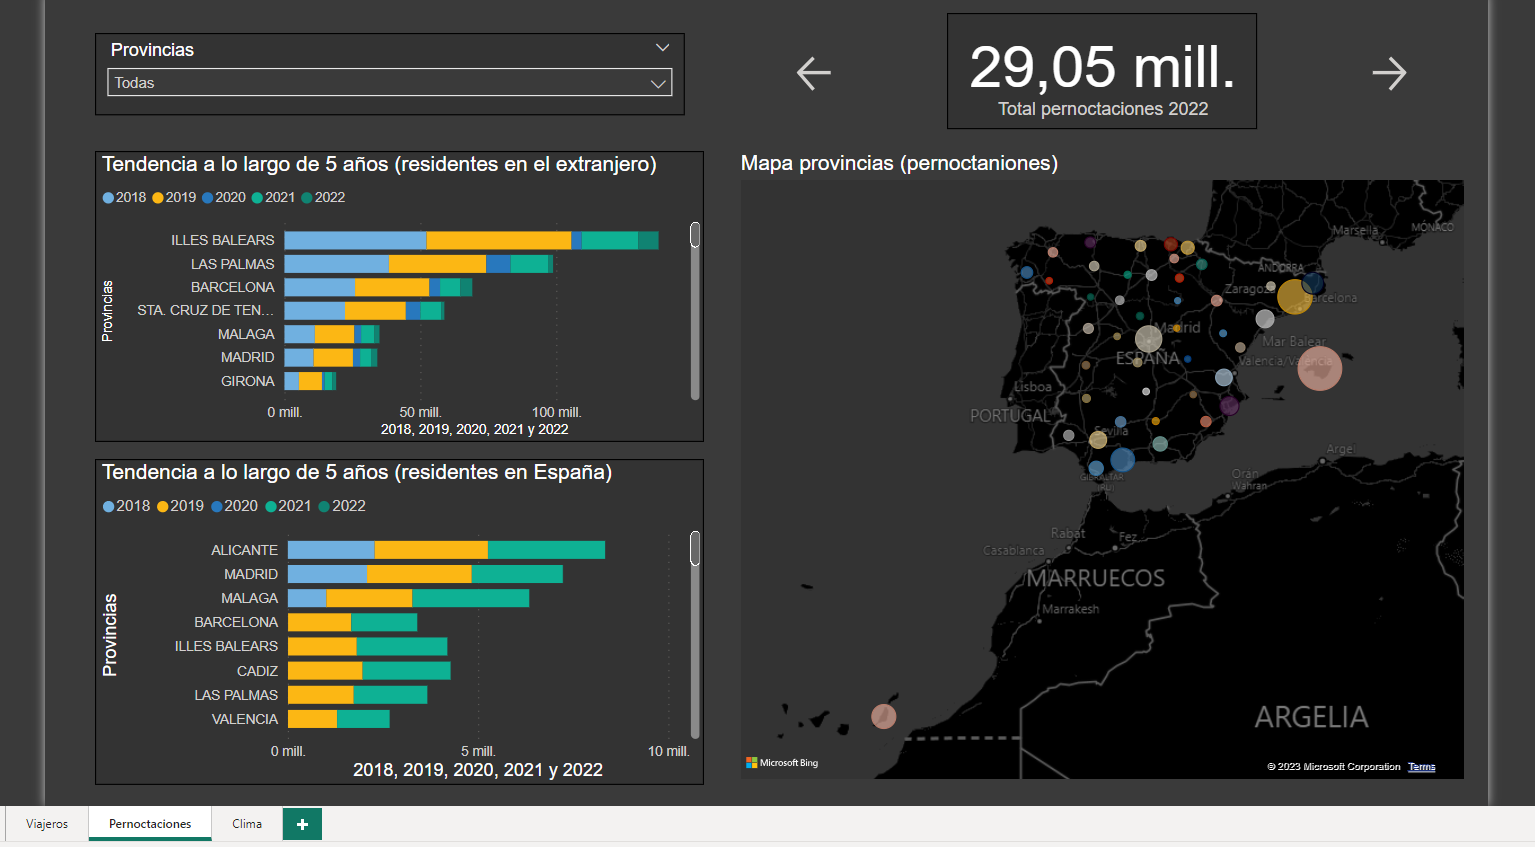 Provincias
Todas
29,05 mill.
Total pernoctaciones 2022
Tendencia a lo largo de 5 años (residentes en el extranjero)
2018 2019 2020 2021 2022
ILLES BALEARS
LAS PALMAS
BARCELONA
STA. CRUZ DE TEN...
MALAGA
MADRID
GIRONA
Provincias
0 mill. 50 mill. 100 mill.
2018, 2019, 2020, 2021 y 2022
Tendencia a lo largo de 5 años (residentes en España)
2018 2019 2020 2021 2022
ALICANTE
MADRID
MALAGA
BARCELONA
ILLES BALEARS
CADIZ
LAS PALMAS
VALENCIA
Provincias
0 mill. 5 mill. 10 mill.
2018, 2019, 2020, 2021 y 2022
Mapa provincias (pernoctaniones)
Marsella
MÓNACO
ANDORRA
Zaragoza
Barcelona
Madrid
ESPAÑA
Mar Balear
Valencia/València
Lisboa
PORTUGAL
Sevilla
GIBRALTAR
(RU)
Argel
Orán
Wahran
Rabat
Fez
Casablanca
MARRUECOS
Marrakesh
ARGELIA
Microsoft Bing
© 2023 Microsoft Corporation Terms
Viajeros Pernoctaciones Clima +